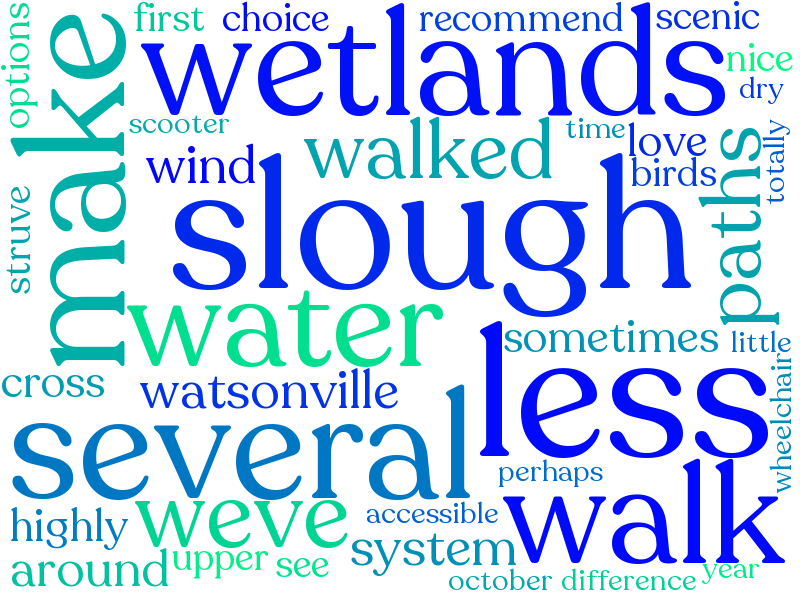 first
choice
recommend
scenic
options
make
wetlands
nice
dry
scooter
walked
time
love
totally
wind
birds
paths
struve
slough
water
sometimes
little
cross
watsonville
less
wheelchair
several
perhaps
highly
weve
accessible
walk
system
around
upper
see
october
difference
year